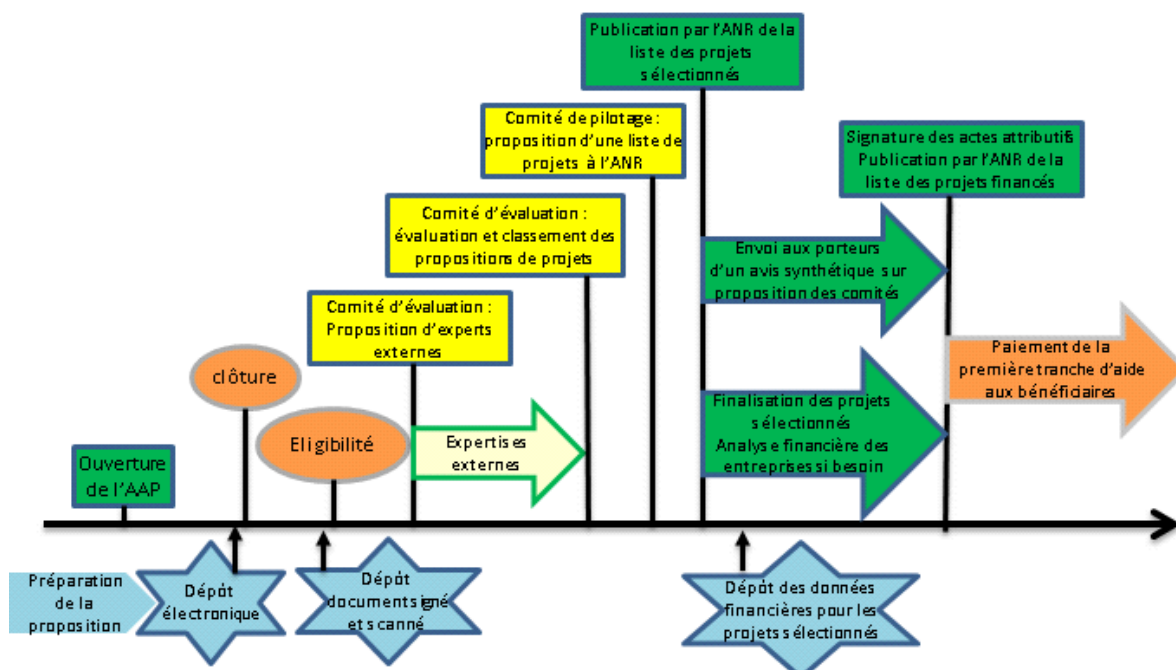 Publication par l'ANR de la
liste des projets
sélectionnés
Comité de pilotage :
proposition d'une liste de
projets à l'ANR
Signature des actes attributifs
Publication par l'ANR de la
liste des projets financés
Comité d'évaluation :
évaluation et classement des
propositions de projets
Envoi aux porteurs
d'un avis synthétique sur
proposition des comités
Comité d'évaluation :
Proposition d'experts
externes
clôture
Paiement de la
première tranche d'aide
aux bénéficiaires
Eligibilité
Expertises
externes
Finalisation des projets
sélectionnés
Analyse financière des
entreprises si besoin
Ouverture
de l'AAP
Préparation
de la
proposition
Dépôt
électronique
Dépôt
document signé
et scanné
Dépôt des données
financières pour les
projets sélectionnés